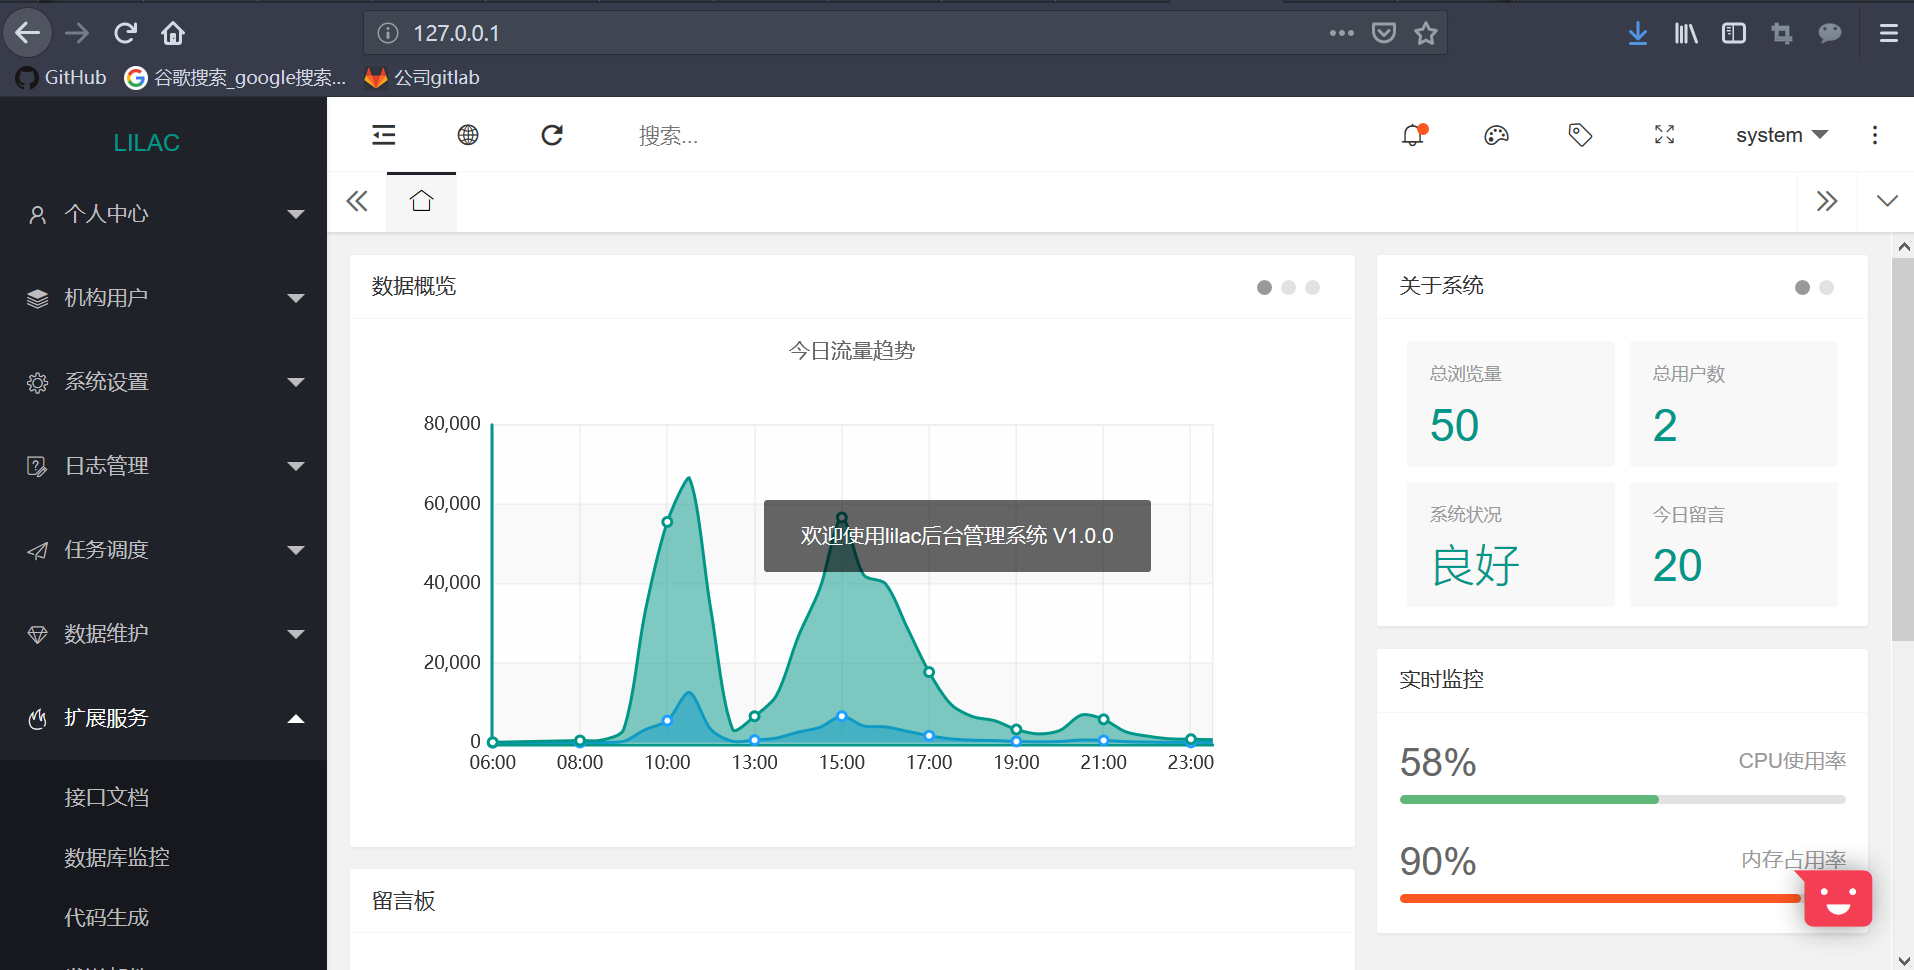 127.0.0.1
GitHub
谷歌搜索_google搜索...
公司gitlab
LILAC
搜索...
system
个人中心
机构用户
系统设置
日志管理
任务调度
数据维护
扩展服务
接口文档
数据库监控
代码生成
数据概览
今日流量趋势
80,000
60,000
40,000
20,000
0
06:00 08:00 10:00 13:00 15:00 17:00 19:00 21:00 23:00
欢迎使用lilac后台管理系统 V1.0.0
留言板
关于系统
总浏览量
50
总用户数
2
系统状况
良好
今日留言
20
实时监控
58%
CPU使用率
90%
内存占用率